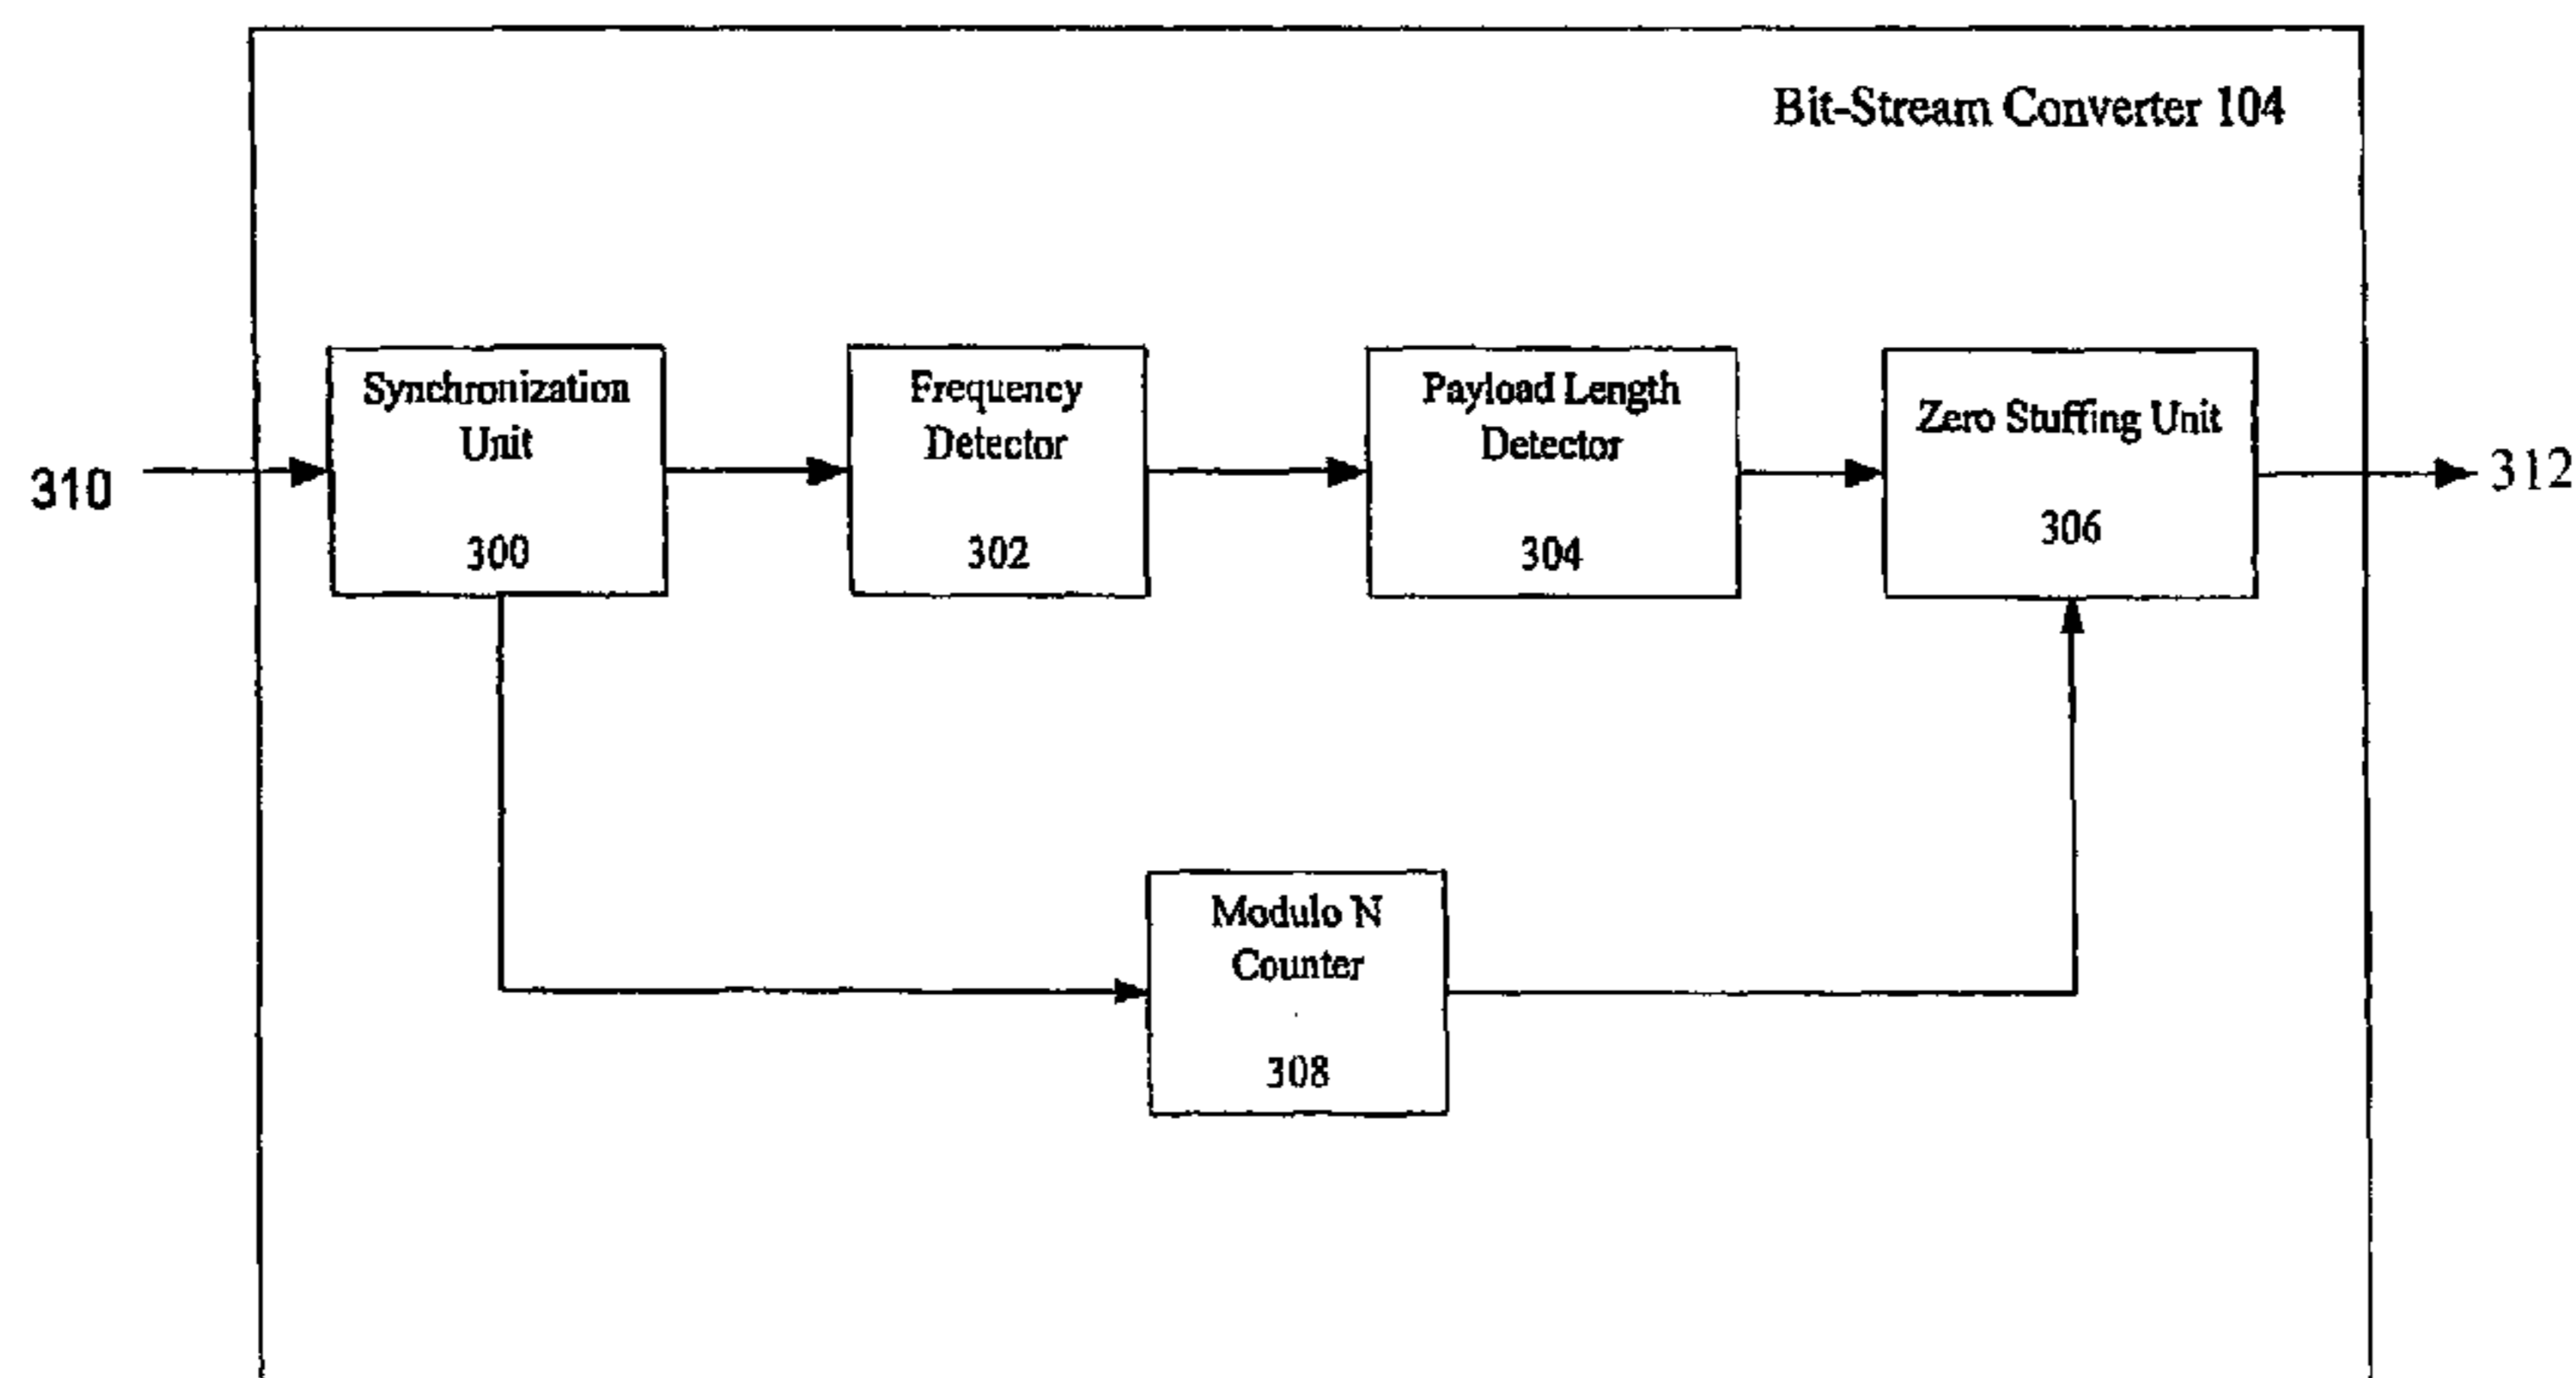 Bit-Stream Converter 104
310
Synchronization
Unit
300
Frequency
Detector
302
Payload Length
Detector
304
Zero Stuffing Unit
306
312
Modulo N
Counter
308